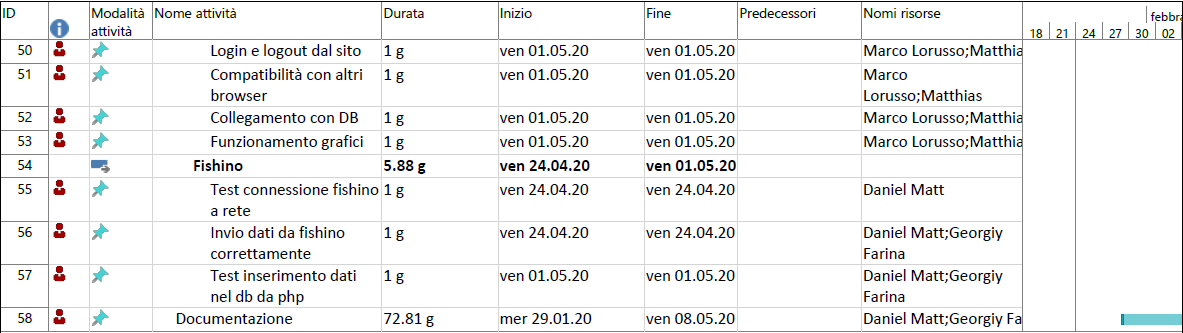 ID Modalità attività Nome attività Durata Inizio Fine Predecessori Nomi risorse
febbra
18 21 24 27 30 02
50 Login e logout dal sito 1 g ven 01.05.20 ven 01.05.20 Marco Lorusso;Matthia
51 Compatibilità con altri browser 1 g ven 01.05.20 ven 01.05.20 Marco Lorusso;Matthias
52 Collegamento con DB 1 g ven 01.05.20 ven 01.05.20 Marco Lorusso;Matthia
53 Funzionamento grafici 1 g ven 01.05.20 ven 01.05.20 Marco Lorusso;Matthia
54 Fishino 5.88 g ven 24.04.20 ven 01.05.20
55 Test connessione fishino a rete 1 g ven 24.04.20 ven 24.04.20 Daniel Matt
56 Invio dati da fishino correttamente 1 g ven 24.04.20 ven 24.04.20 Daniel Matt;Georgiy Farina
57 Test inserimento dati nel db da php 1 g ven 01.05.20 ven 01.05.20 Daniel Matt;Georgiy Farina
58 Documentazione 72.81 g mer 29.01.20 ven 08.05.20 Daniel Matt;Georgiy Fa